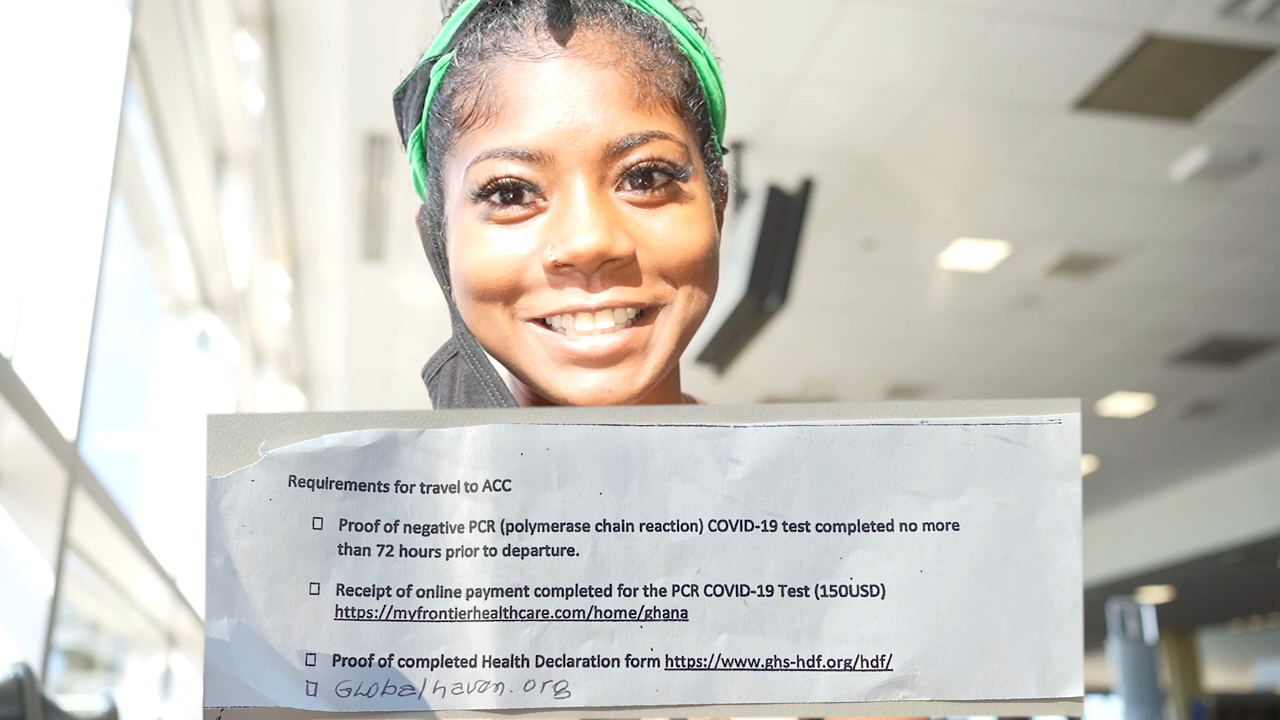 Requirements for travel to ACC
Proof of negative PCR (polymerase chain reaction) COVID-19 test completed no more
than 72 hours prior to departure.
Receipt of online payment completed for the PCR COVID-19 Test (150USD)
https://myfrontierhealthcare.com/home/ghana
Proof of completed Health Declaration form https://www.ghs-hdf.org/hdf/
Globalhaven.org